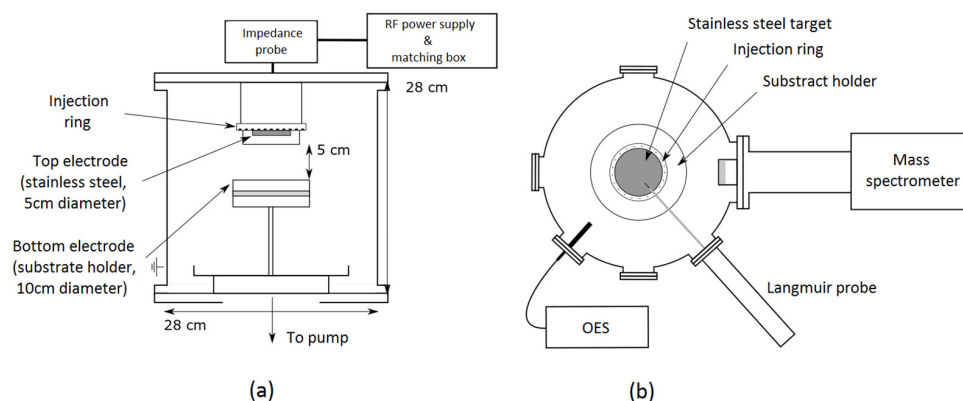 Impedance
probe
RF power supply
&
matching box
28 cm
Injection
ring
5 cm
Top electrode
(stainless steel,
5cm diameter)
Bottom electrode
(substrate holder,
10cm diameter)
28 cm
To pump
(a)
Stainless steel target
Injection ring
Substract holder
Mass
spectrometer
Langmuir probe
OES
(b)